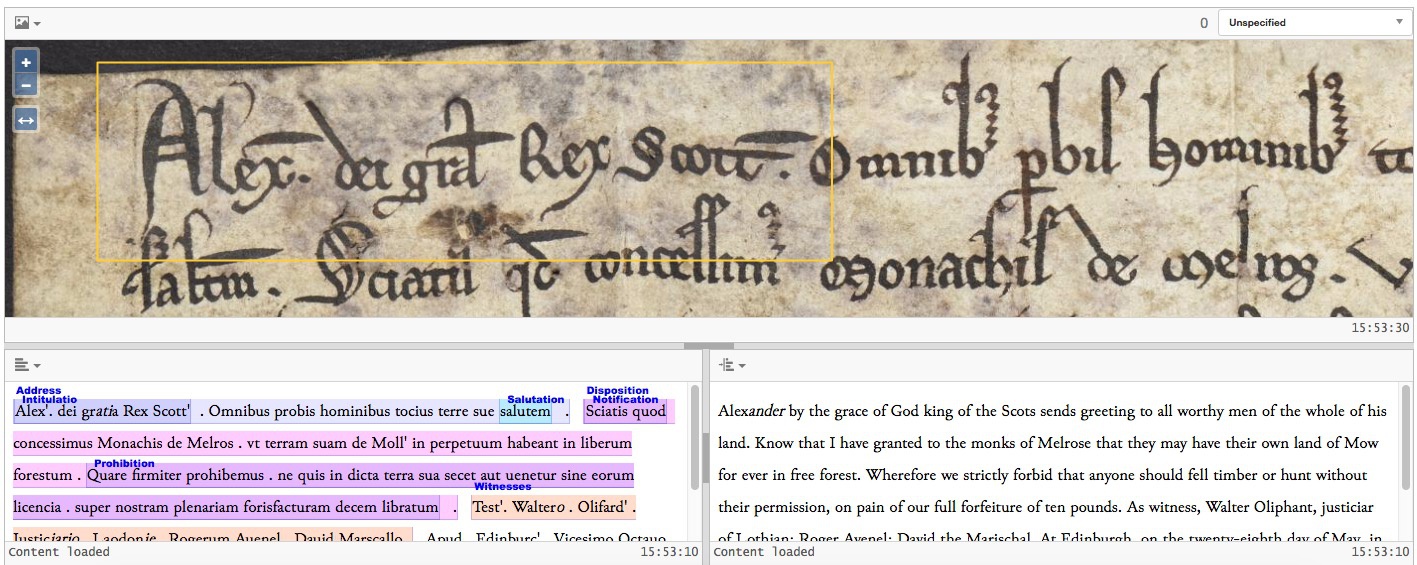 0 Unspecified
Alex. dei gra Rex Scott. Omnib' pbis hominib'
Sciatis qd concessim' Monachis de Melros.
15:53:30
Address
Intitulatio Salutation Disposition
Notification
Alex'. dei gratia Rex Scott' . Omnibus probis hominibus tocius terre sue salutem . Sciatis quod
concessimus Monachis de Melros . vt terram suam de Moll' in perpetuum habeant in liberum
Prohibition
forestum . Quare firmiter prohibemus . ne quis in dicta terra sua secet aut uenetur sine eorum
Witnesses
licencia . super nostram plenariam forisfacturam decem libratum . Test'. Waltero . Olifard' .
Justiciario . Laodonie . Rogerum Auenel . Dauid Marscallo . Apud . Edinburc' . Vicesimo Octauo
Content loaded 15:53:10
Alexander by the grace of God king of the Scots sends greeting to all worthy men of the whole of his
land. Know that I have granted to the monks of Melrose that they may have their own land of Mow
for ever in free forest. Wherefore we strictly forbid that anyone should fell timber or hunt without
their permission, on pain of our full forfeiture of ten pounds. As witness, Walter Oliphant, justiciar
of Lothian; Roger Avenel; David the Marischal. At Edinburgh, on the twenty-eighth day of May, in
Content loaded 15:53:10